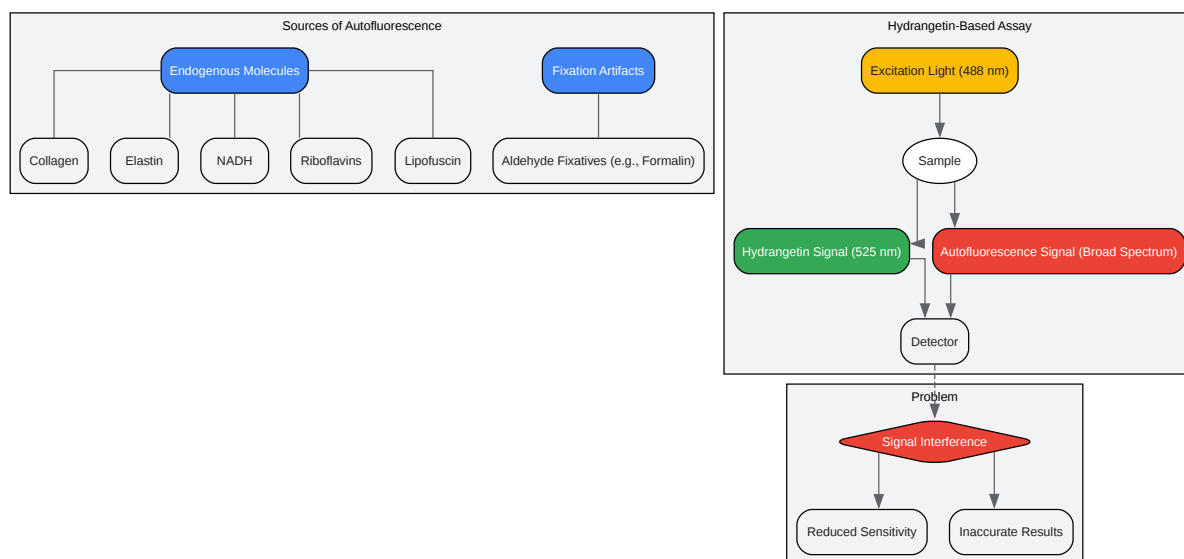 Sources of Autofluorescence
Endogenous Molecules
Fixation Artifacts
Collagen
Elastin
NADH
Riboflavins
Lipofuscin
Aldehyde Fixatives (e.g., Formalin)
Hydrangetin-Based Assay
Excitation Light (488 nm)
Sample
Hydrangetin Signal (525 nm)
Autofluorescence Signal (Broad Spectrum)
Detector
Problem
Signal Interference
Reduced Sensitivity
Inaccurate Results